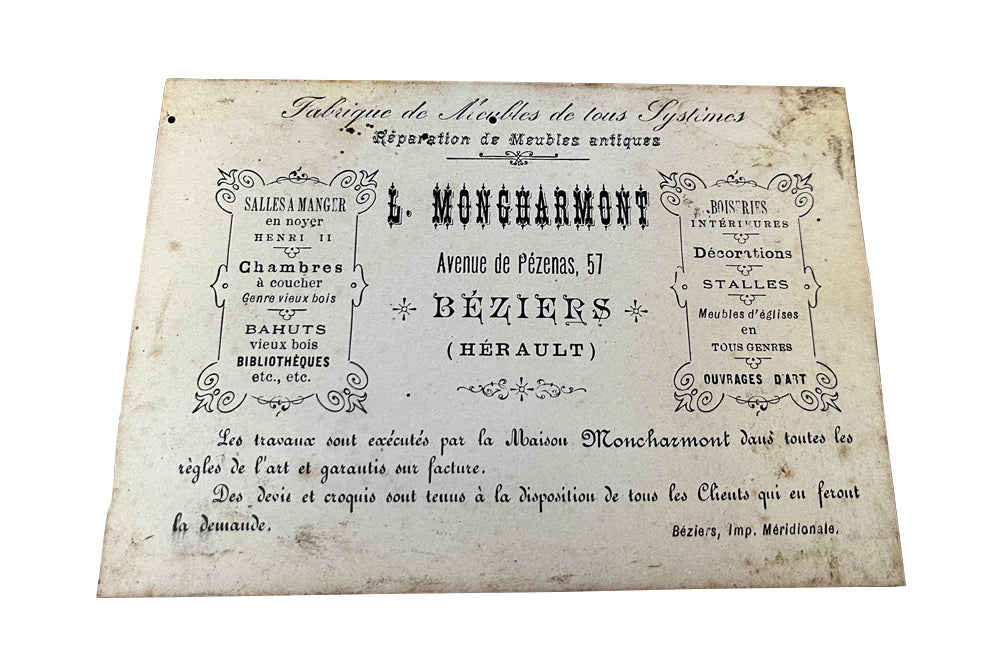 Fabrique de Meubles de tous Systèmes
Réparation de Meubles antiques
SALLES A MANGER
en noyer
HENRI II
Chambres
à coucher
Genre vieux bois
BAHUTS
vieux bois
BIBLIOTHÈQUES
etc., etc.
L. MONCHARMONT
Avenue de Pézenas, 57
BÉZIERS
(HÉRAULT)
BOISERIES
INTÉRIEURES
Décorations
STALLES
Meubles d'églises
en
TOUS GENRES
OUVRAGES D'ART
Les travaux sont exécutés par la Maison Moncharmont dans toutes les
règles de l'art et garantis sur facture.
Des devis et croquis sont tenus à la disposition de tous les Clients qui en feront
la demande.
Béziers, Imp. Méridionale.